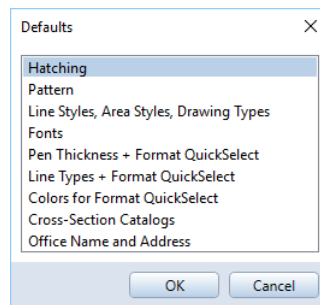 Defaults
Hatching
Pattern
Line Styles, Area Styles, Drawing Types
Fonts
Pen Thickness + Format QuickSelect
Line Types + Format QuickSelect
Colors for Format QuickSelect
Cross-Section Catalogs
Office Name and Address
OK Cancel